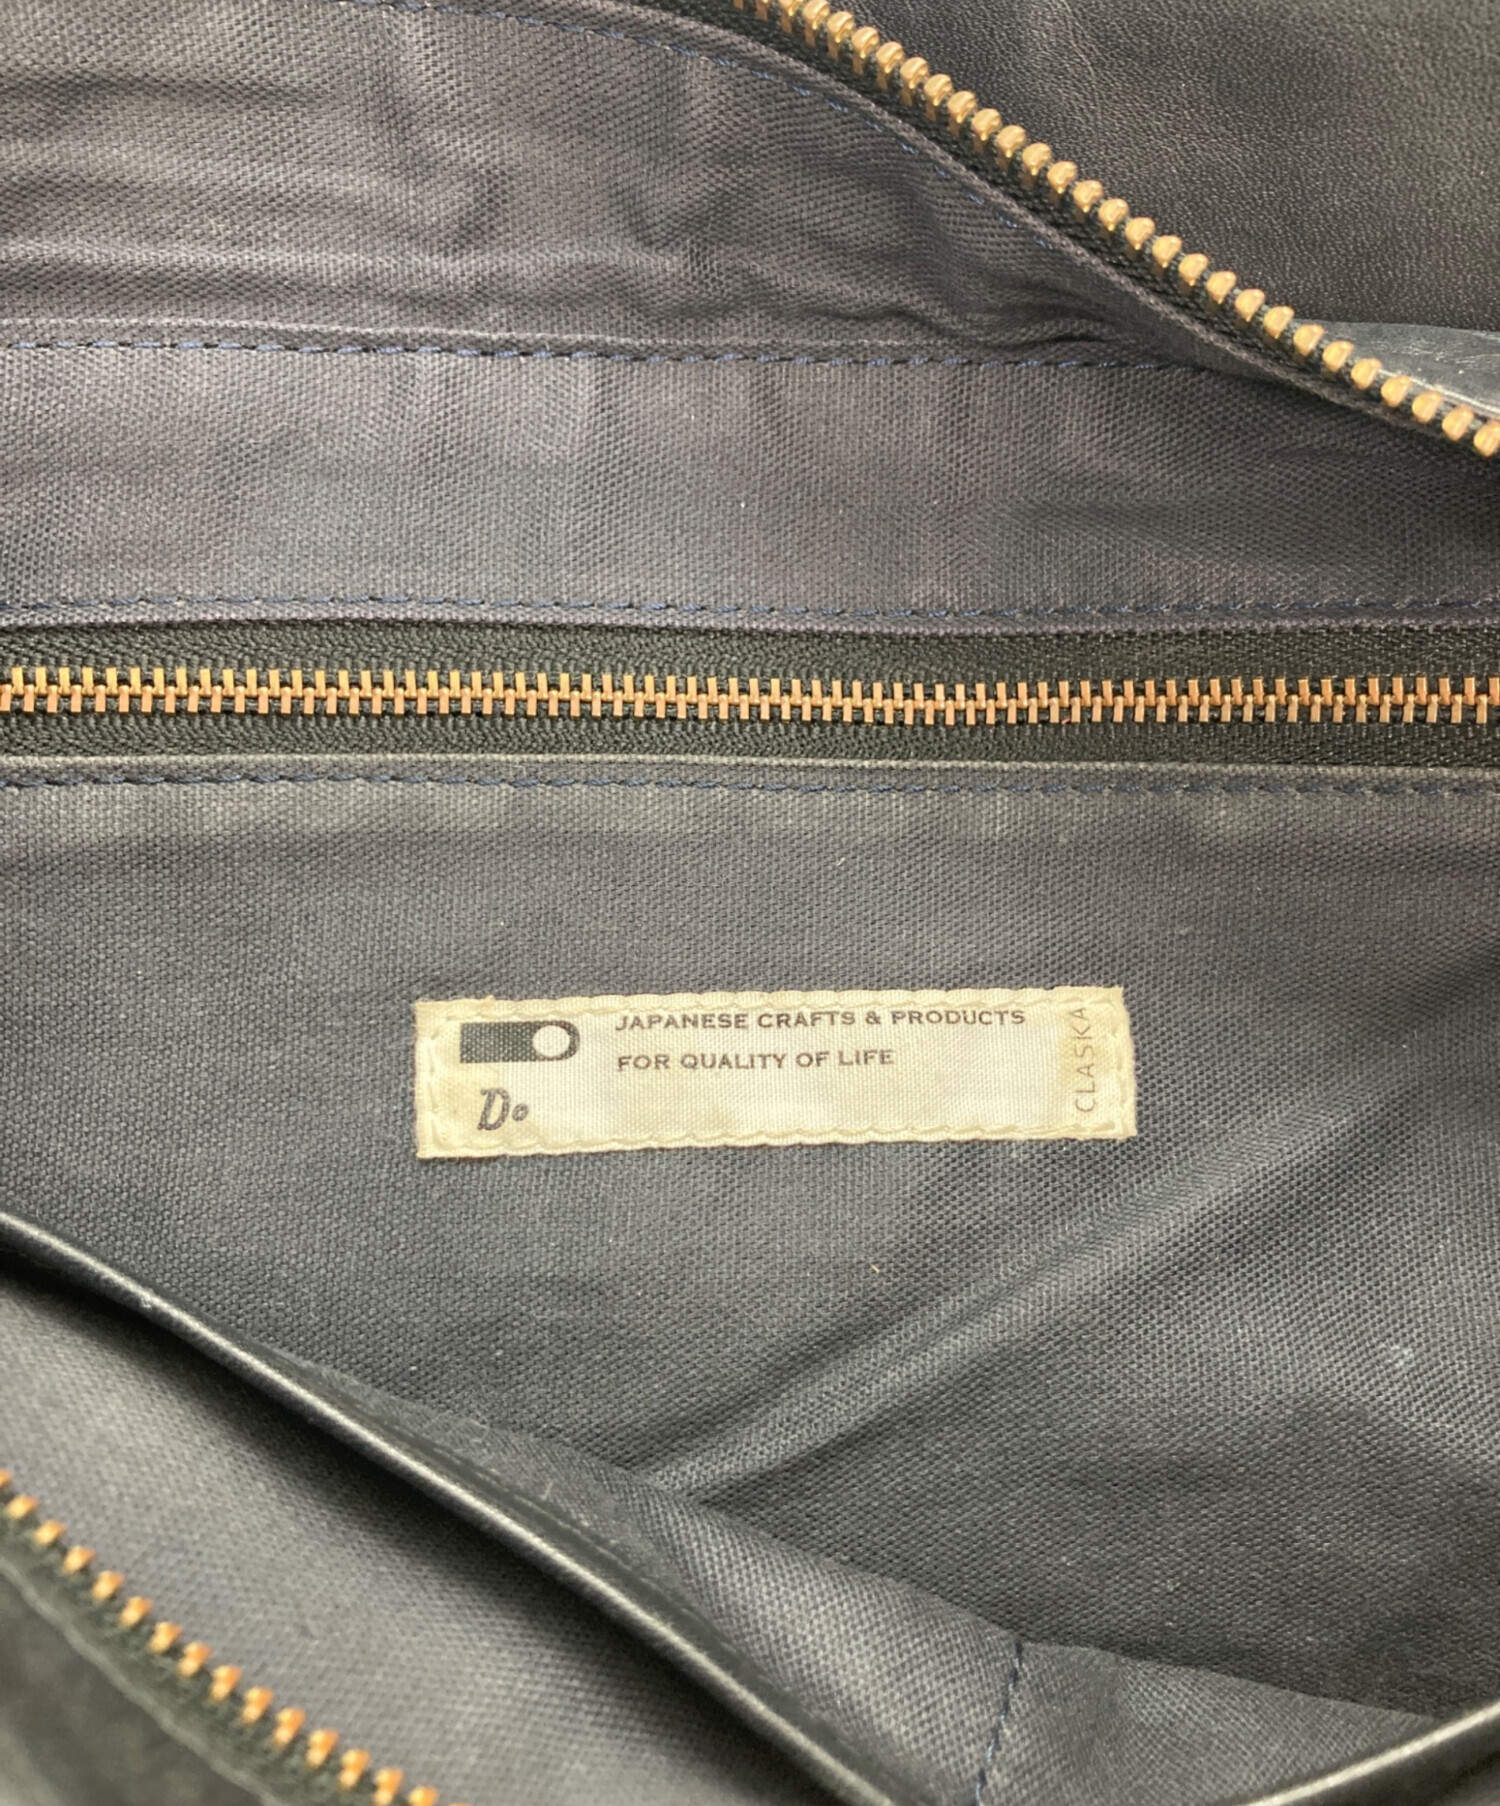 JAPANESE CRAFTS & PRODUCTS
FOR QUALITY OF LIFE
Do
CLASKA